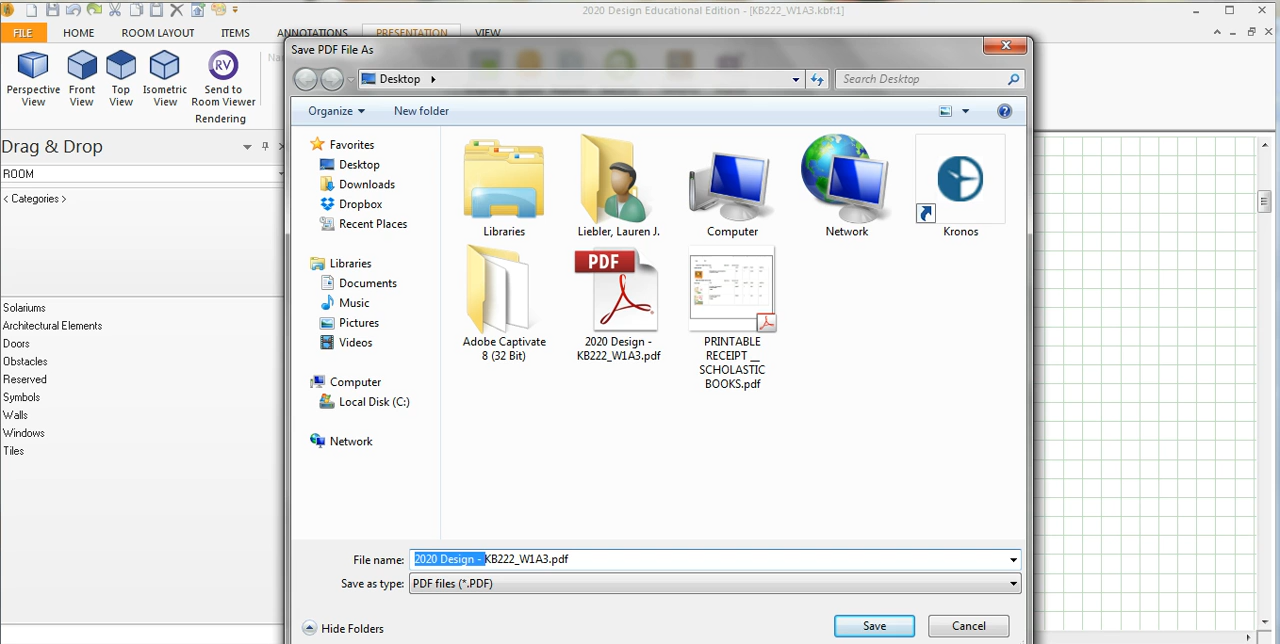 2020 Design Educational Edition - [KB222_W1A3.kbf:1]
FILE HOME ROOM LAYOUT ITEMS ANNOTATIONS PRESENTATION VIEW
Perspective View
Front View
Top View
Isometric View
Send to Room Viewer
Rendering
Drag & Drop
ROOM
< Categories >
Solariums
Architectural Elements
Doors
Obstacles
Reserved
Symbols
Walls
Windows
Tiles
Save PDF File As
Desktop
Search Desktop
Organize New folder
Favorites
Desktop
Downloads
Dropbox
Recent Places
Libraries
Documents
Music
Pictures
Videos
Computer
Local Disk (C:)
Network
Libraries
Liebler, Lauren J.
Computer
Network
Kronos
Adobe Captivate
8 (32 Bit)
PDF
2020 Design -
KB222_W1A3.pdf
PRINTABLE
RECEIPT __
SCHOLASTIC
BOOKS.pdf
File name: 2020 Design - KB222_W1A3.pdf
Save as type: PDF files (*.PDF)
Hide Folders
Save Cancel